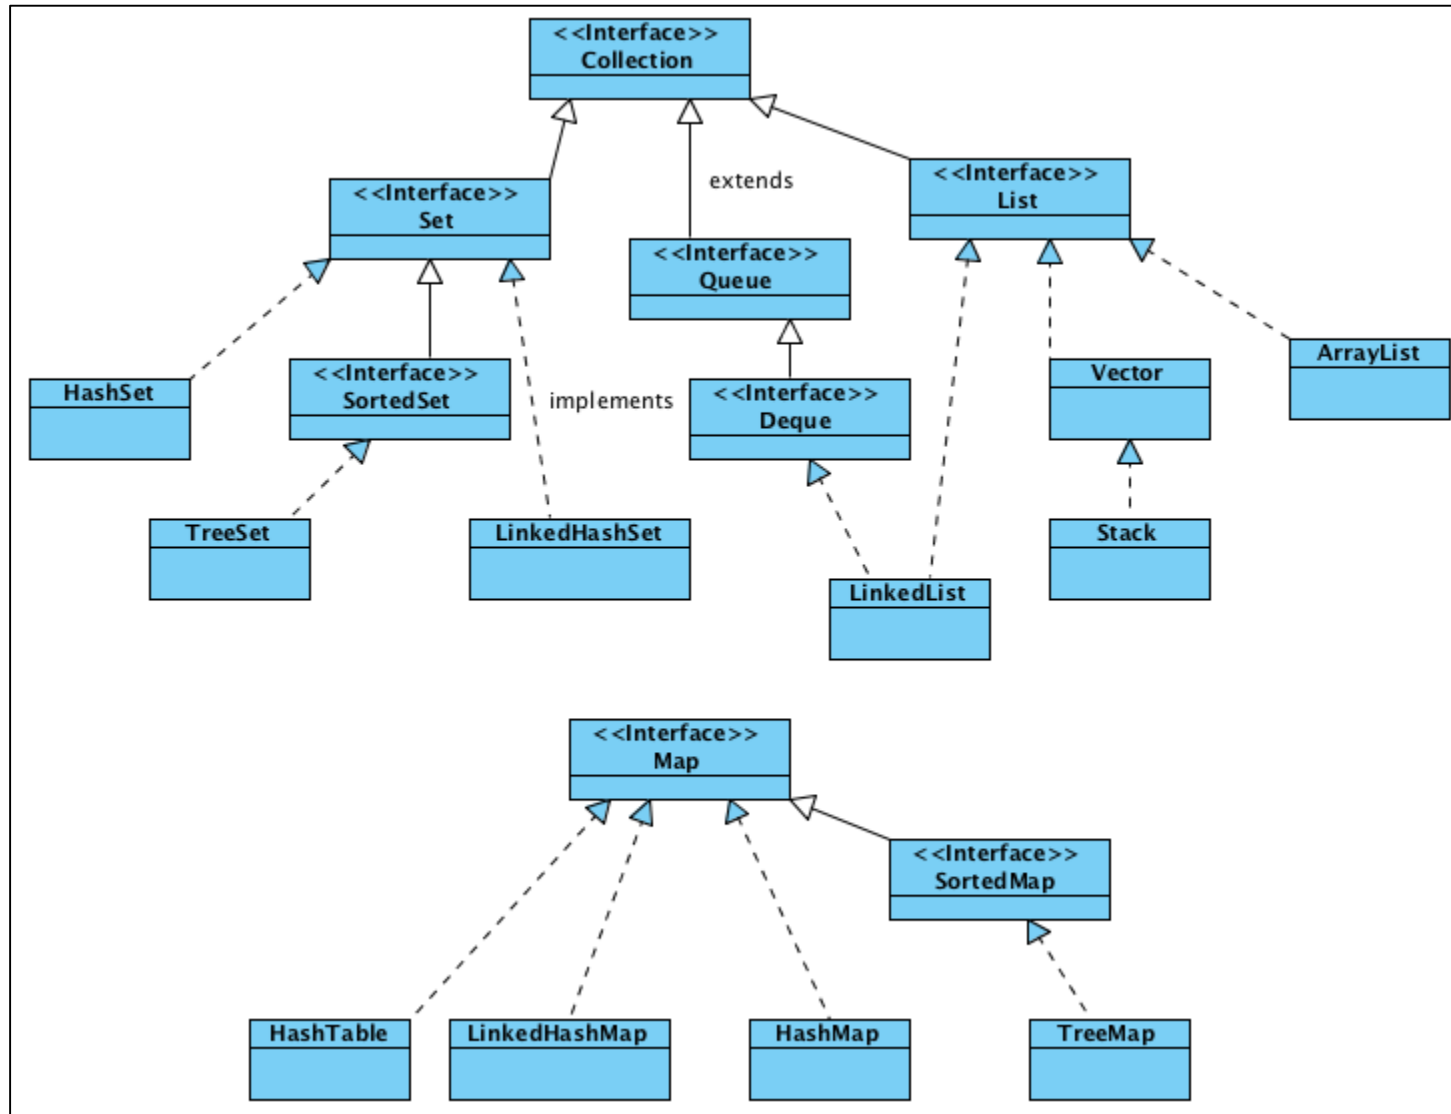 <<Interface>>
Collection
<<Interface>>
Set
extends
<<Interface>>
List
<<Interface>>
Queue
HashSet
<<Interface>>
SortedSet
implements
<<Interface>>
Deque
Vector
ArrayList
TreeSet
LinkedHashSet
LinkedList
Stack
<<Interface>>
Map
<<Interface>>
SortedMap
HashTable
LinkedHashMap
HashMap
TreeMap